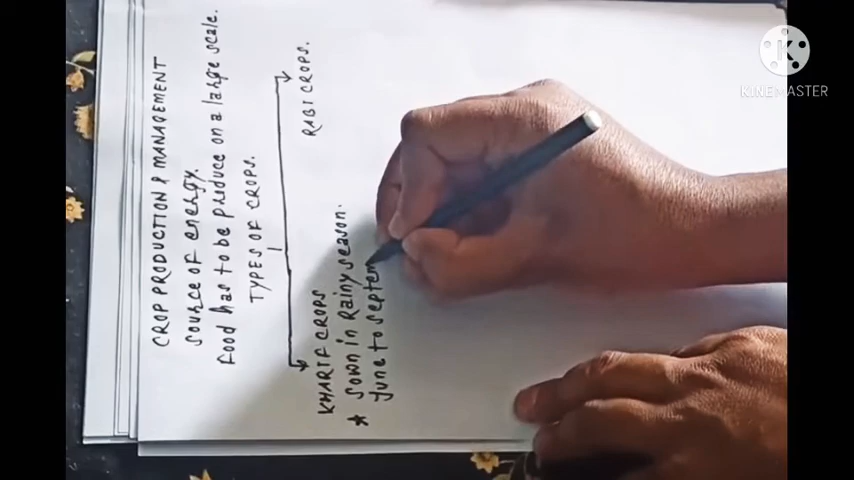 CROP PRODUCTION & MANAGEMENT
source of energy.
Food has to be produce on a large scale.
TYPES OF CROPS.
KHARIF CROPS
RABI CROPS.
* Sown in Rainy season.
June to septem
K
KINEMASTER